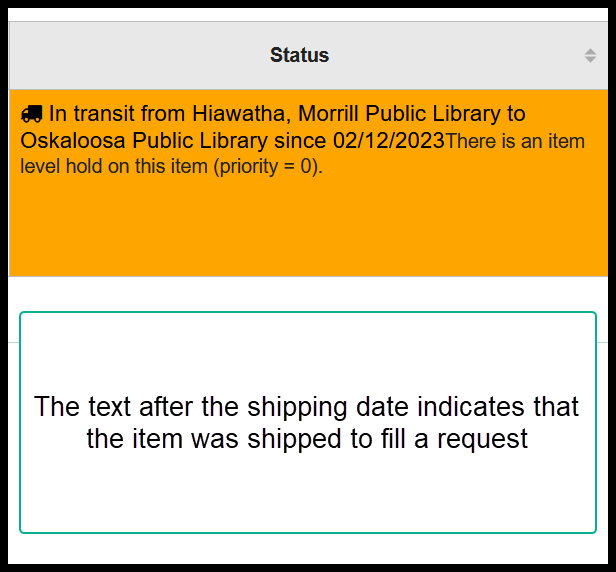 Status
In transit from Hiawatha, Morrill Public Library to
Oskaloosa Public Library since 02/12/2023There is an item
level hold on this item (priority = 0).
The text after the shipping date indicates that
the item was shipped to fill a request